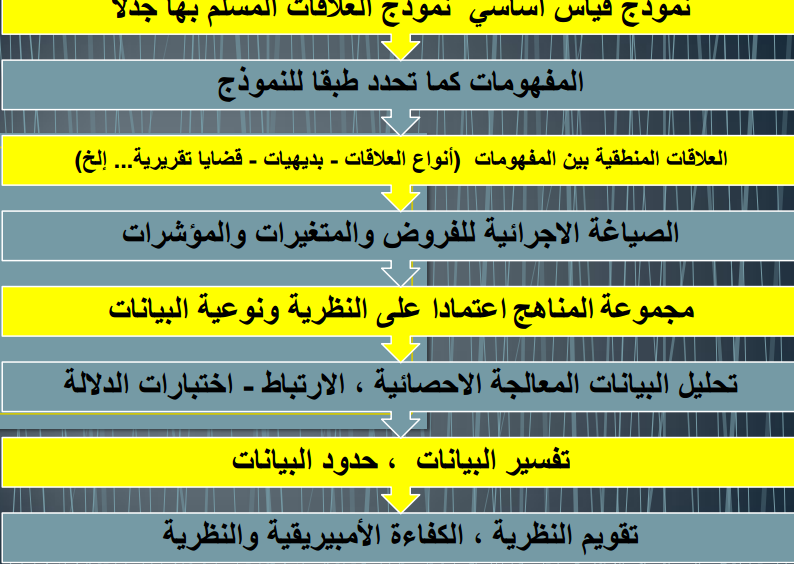 نموذج قياس اساسي نموذج العلاقات المسلم بها جدلا
المفهومات كما تحدد طبقا للنموذج
العلاقات المنطقية بين المفهومات (أنواع العلاقات - بديهيات - قضايا تقريرية... إلخ)
الصياغة الاجرائية للفروض والمتغيرات والمؤشرات
مجموعة المناهج اعتمادا على النظرية ونوعية البيانات
تحليل البيانات المعالجة الاحصائية ، الارتباط - اختبارات الدلالة
تفسير البيانات ، حدود البيانات
تقويم النظرية ، الكفاءة الأمبيريقية والنظرية